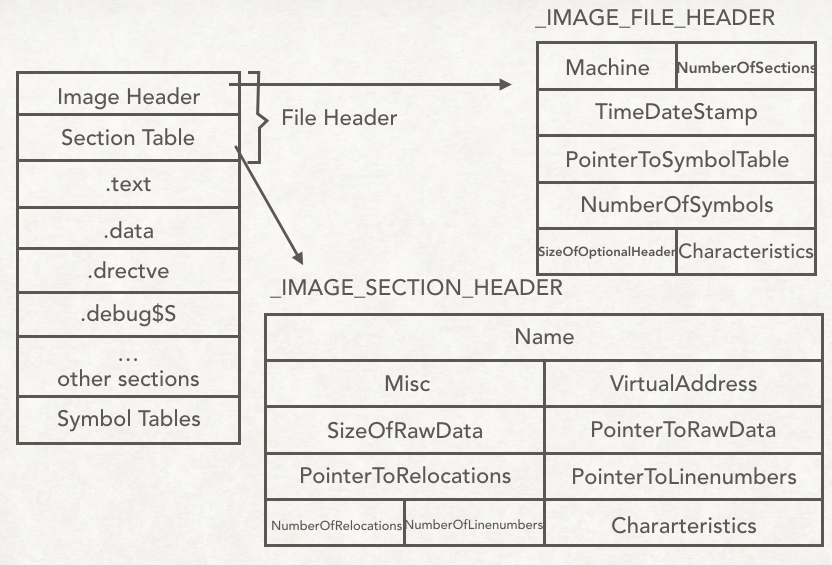 _IMAGE_FILE_HEADER
Machine
NumberOfSections
TimeDateStamp
PointerToSymbolTable
NumberOfSymbols
SizeOfOptionalHeader
Characteristics
Image Header
Section Table
File Header
.text
.data
.drectve
.debug$S
...
other sections
Symbol Tables
_IMAGE_SECTION_HEADER
Name
Misc
VirtualAddress
SizeOfRawData
PointerToRawData
PointerToRelocations
PointerToLinenumbers
NumberOfRelocations
NumberOfLinenumbers
Chararteristics